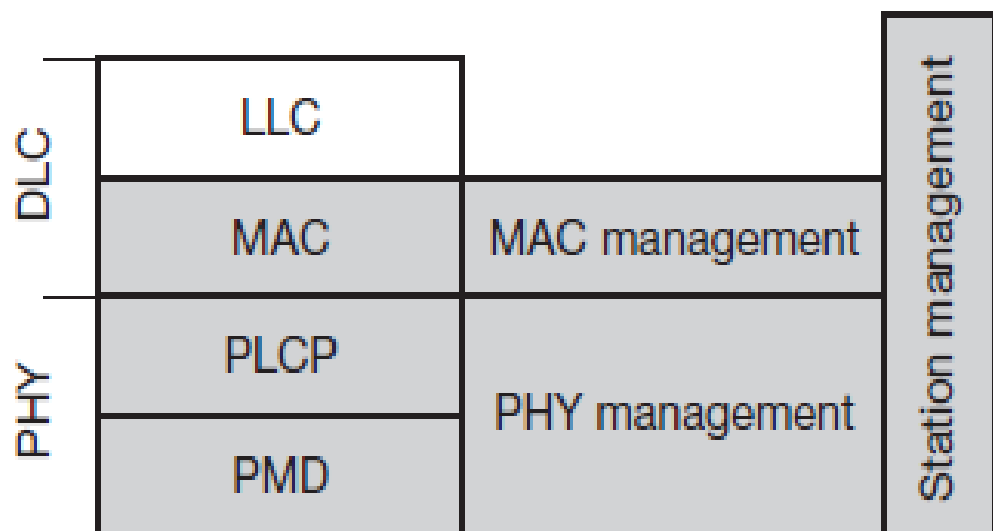 DLC
LLC
MAC
MAC management
PHY
PLCP
PMD
PHY management
Station management